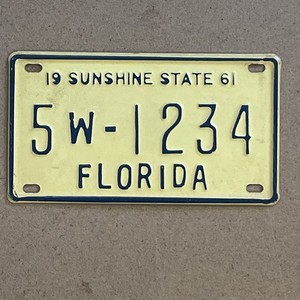 19 SUNSHINE STATE 61
5W-1234
FLORIDA